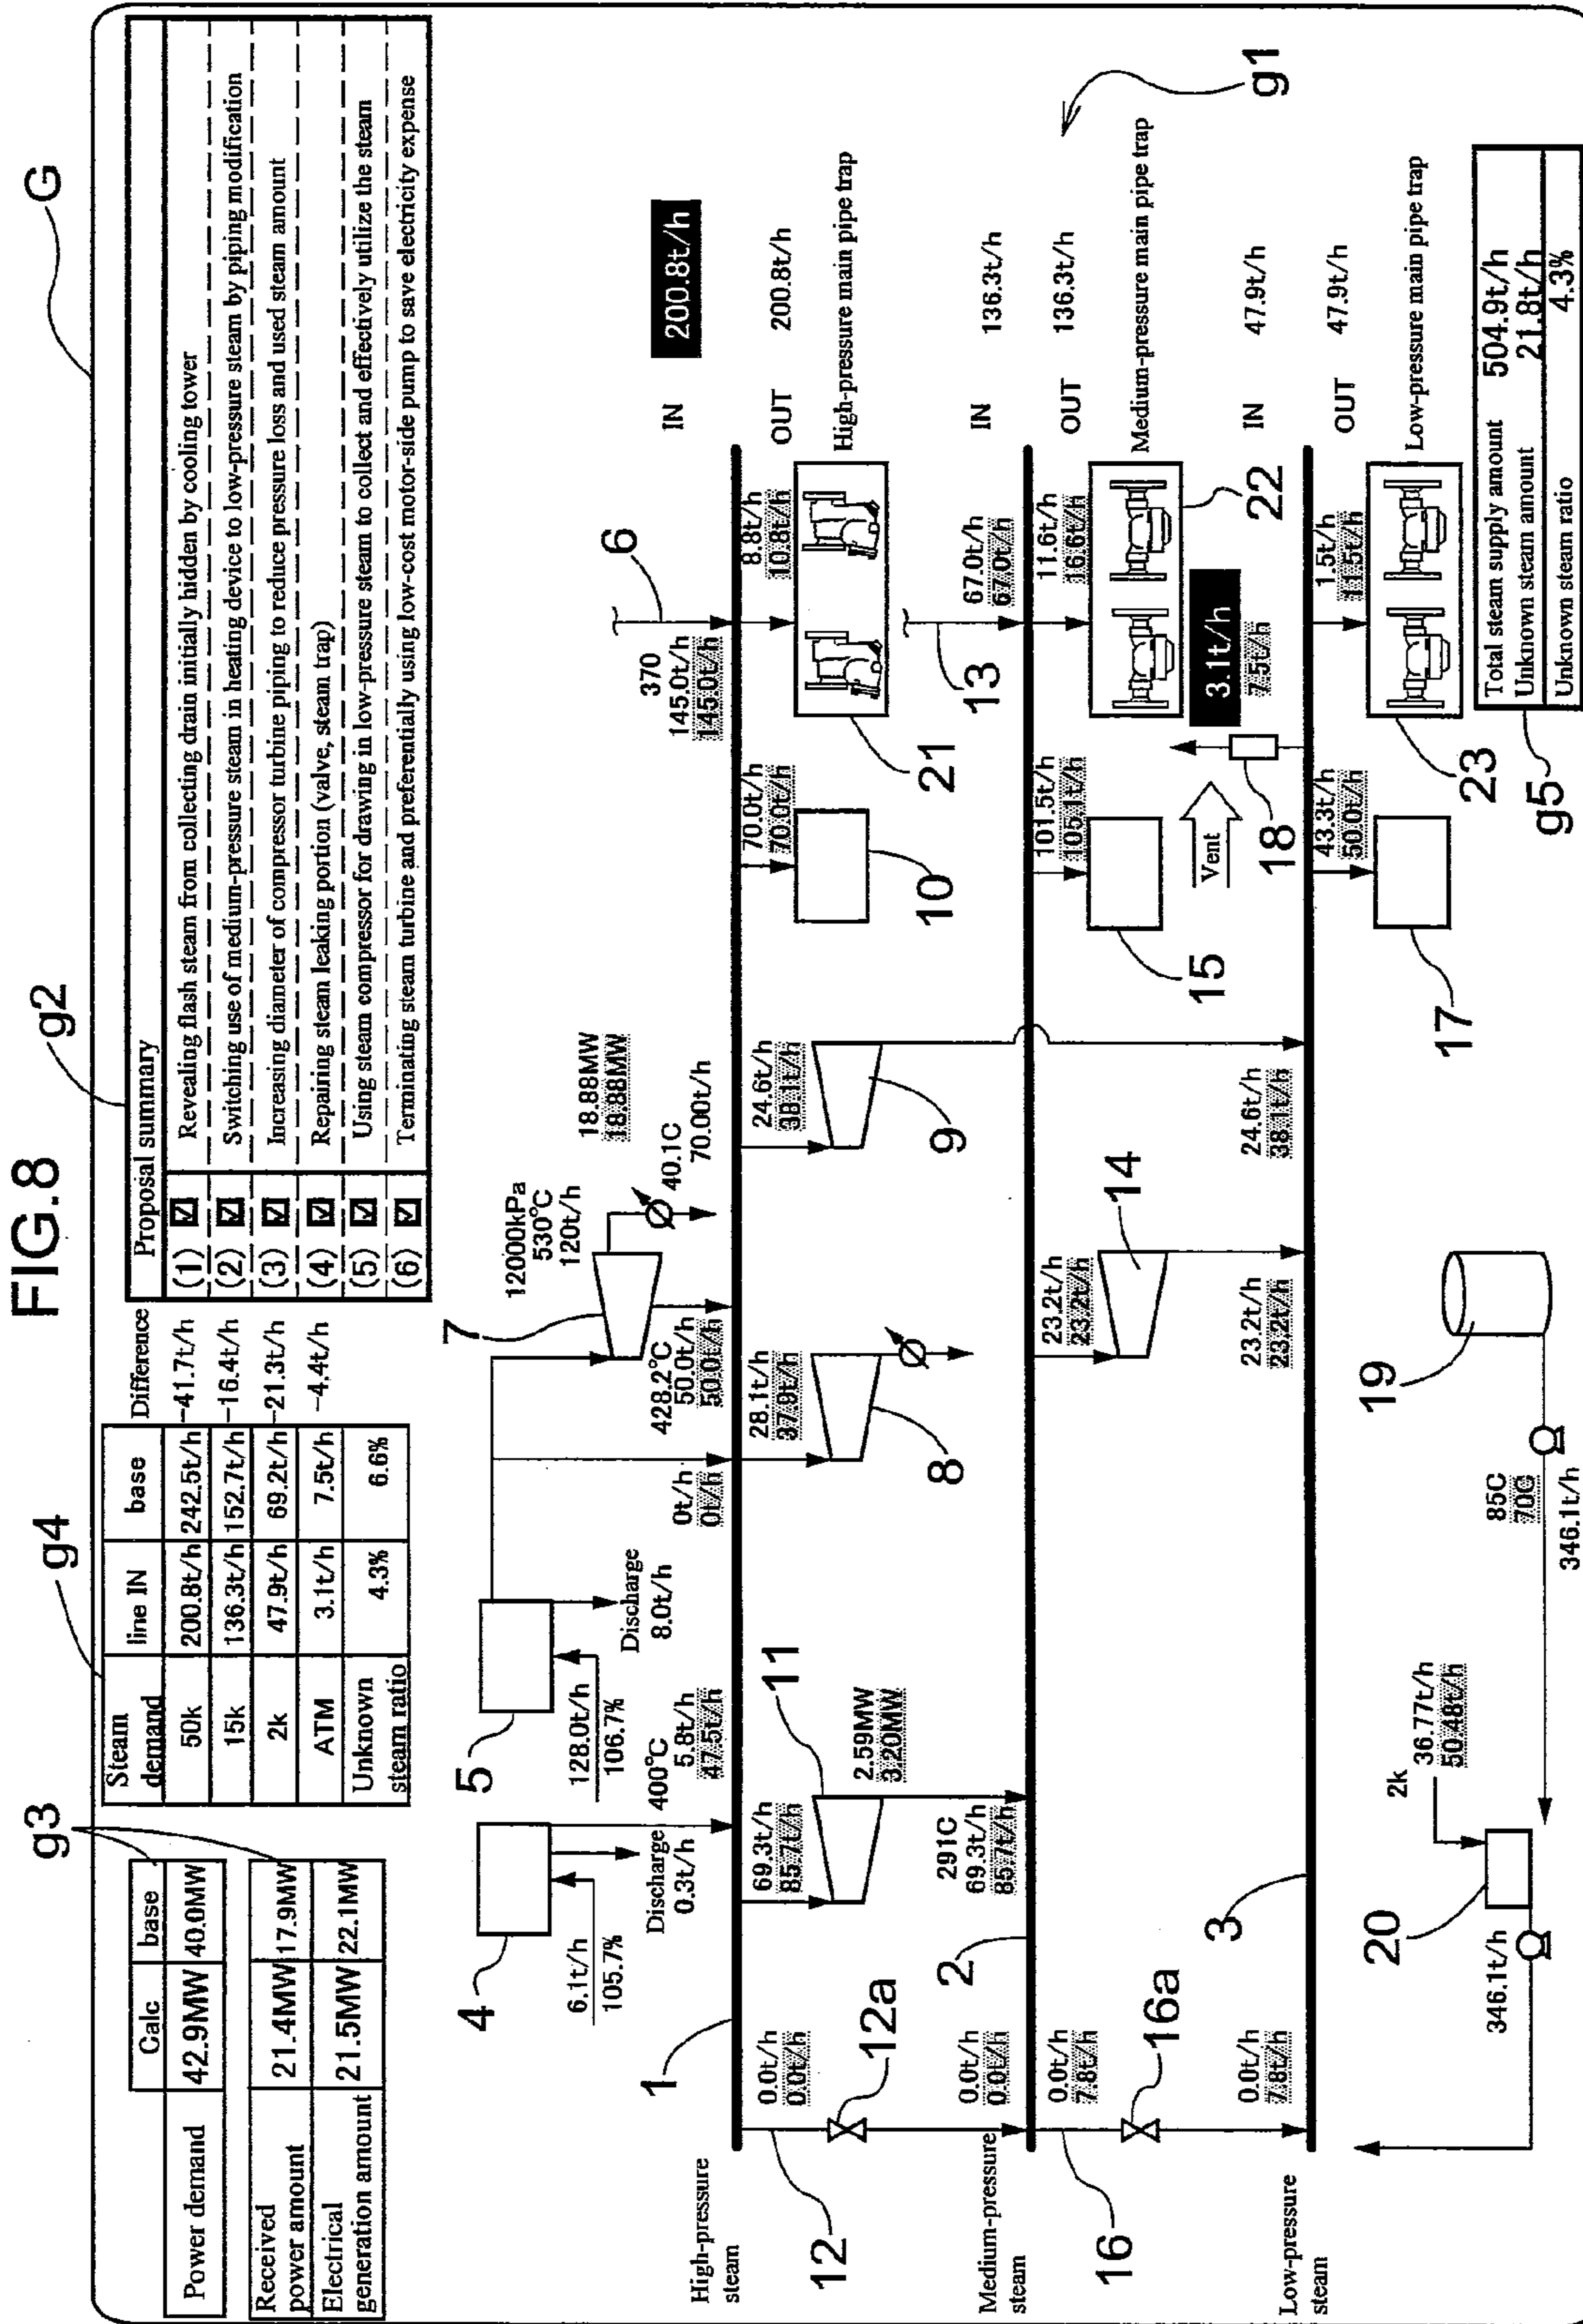 FIG.8
G
g3
g4
g2
Calc base
Power demand 42.9MW 40.0MW
Received
power amount 21.4MW 17.9MW
Electrical
generation amount 21.5MW 22.1MW
Steam
demand line IN base Difference
50k 200.8t/h 242.5t/h -41.7t/h
15k 136.3t/h 152.7t/h -16.4t/h
2k 47.9t/h 69.2t/h -21.3t/h
ATM 3.1t/h 7.5t/h -4.4t/h
Unknown
steam ratio 4.3% 6.6%
Proposal summary
(1) ☑ Revealing flash steam from collecting drain initially hidden by cooling tower
(2) ☑ Switching use of medium-pressure steam in heating device to low-pressure steam by piping modification
(3) ☑ Increasing diameter of compressor turbine piping to reduce pressure loss and used steam amount
(4) ☑ Repairing steam leaking portion (valve, steam trap)
(5) ☑ Using steam compressor for drawing in low-pressure steam to collect and effectively utilize the steam
(6) ☑ Terminating steam turbine and preferentially using low-cost motor-side pump to save electricity expense
4
6.1t/h
105.7%
Discharge
0.3t/h
400℃
5.8t/h
47.5t/h
5
128.0t/h
106.7%
Discharge
8.0t/h
0t/h
0t/h
7
12000kPa
530℃
120t/h
428.2℃
50.0t/h
50.0t/h
18.88MW
18.88MW
40.1C
70.00t/h
6
370
145.0t/h
145.0t/h
IN 200.8t/h
High-pressure
steam
1
OUT 200.8t/h
0.0t/h
0.0t/h
12
12a
69.3t/h
85.7t/h
11
2.59MW
3.20MW
28.1t/h
37.9t/h
8
24.6t/h
38.1t/h
9
70.0t/h
70.0t/h
10
8.8t/h
10.8t/h
High-pressure main pipe trap
21
13
0.0t/h
0.0t/h
291C
69.3t/h
85.7t/h
67.0t/h
67.0t/h
IN 136.3t/h
Medium-pressure
steam
2
OUT 136.3t/h
g1
0.0t/h
7.8t/h
16
16a
23.2t/h
23.2t/h
14
101.5t/h
105.1t/h
15
11.6t/h
16.6t/h
Medium-pressure main pipe trap
22
Vent
18
3.1t/h
7.5t/h
0.0t/h
7.8t/h
23.2t/h
23.2t/h
24.6t/h
38.1t/h
IN 47.9t/h
Low-pressure
steam
3
OUT 47.9t/h
43.3t/h
50.0t/h
17
1.5t/h
11.5t/h
Low-pressure main pipe trap
23
346.1t/h
20
2k
36.77t/h
50.48t/h
85C
70C
346.1t/h
19
g5
Total steam supply amount 504.9t/h
Unknown steam amount 21.8t/h
Unknown steam ratio 4.3%